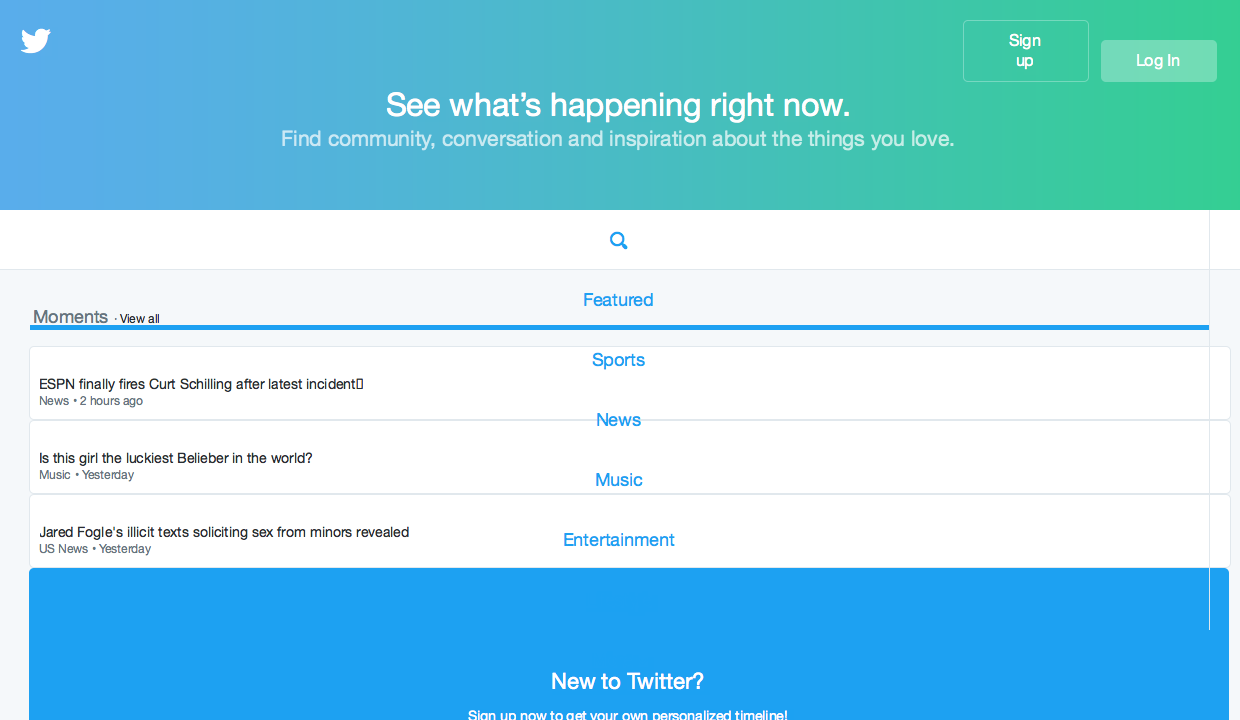 Sign
up
Log In
See what’s happening right now.
Find community, conversation and inspiration about the things you love.
Featured
Moments · View all
Sports
ESPN finally fires Curt Schilling after latest incident
News • 2 hours ago
News
Is this girl the luckiest Belieber in the world?
Music • Yesterday
Music
Jared Fogle's illicit texts soliciting sex from minors revealed
US News • Yesterday
Entertainment
New to Twitter?
Sign up now to get your own personalized timeline!